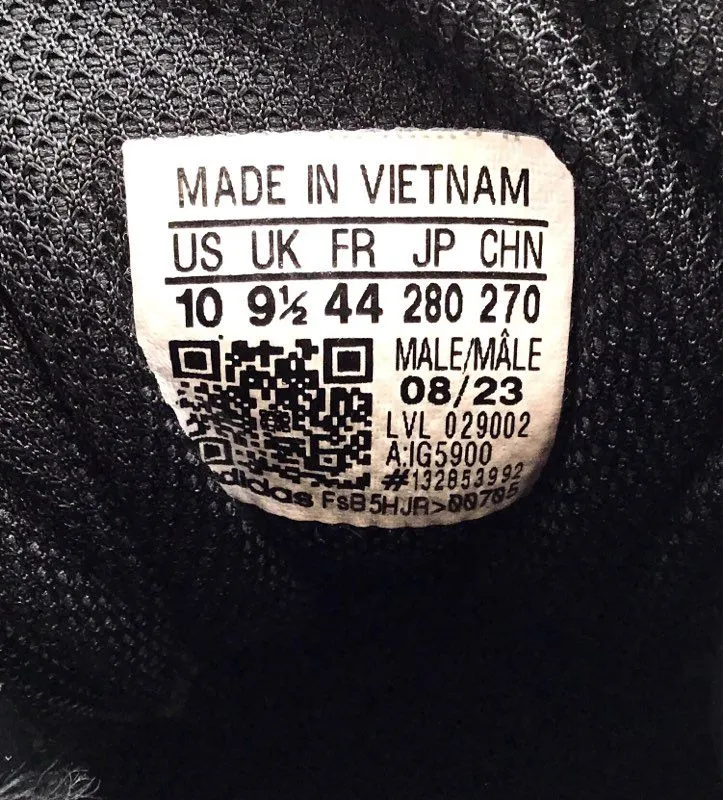 MADE IN VIETNAM
US UK FR JP CHN
10 9½ 44 280 270
MALE/MÂLE
08/23
LVL 029002
A:IG5900
#132853992
adidas FsB5HJR>00705